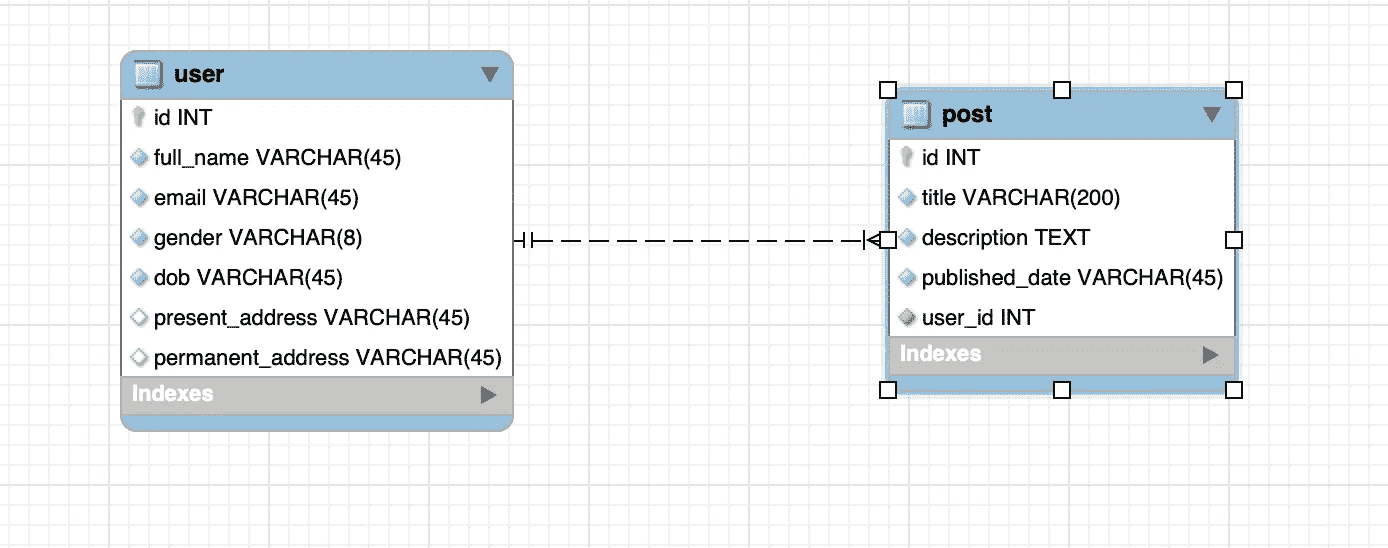 user
id INT
full_name VARCHAR(45)
email VARCHAR(45)
gender VARCHAR(8)
dob VARCHAR(45)
present_address VARCHAR(45)
permanent_address VARCHAR(45)
Indexes
post
id INT
title VARCHAR(200)
description TEXT
published_date VARCHAR(45)
user_id INT
Indexes